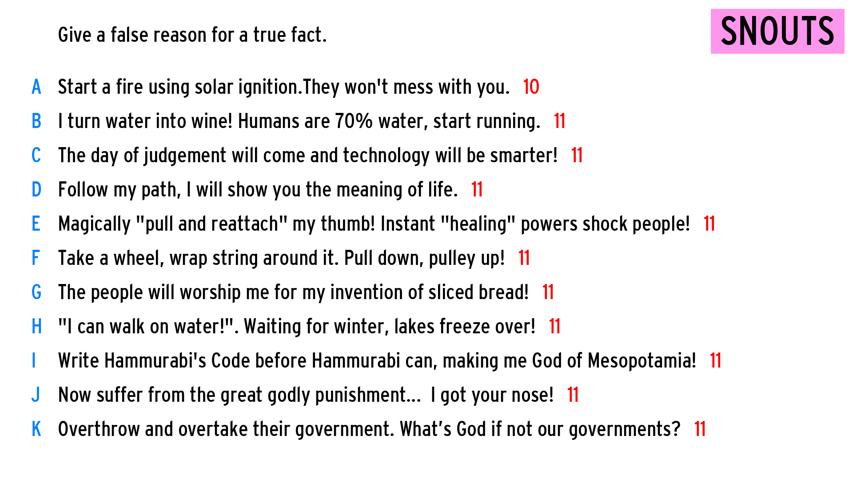 Give a false reason for a true fact.
SNOUTS
A Start a fire using solar ignition.They won't mess with you. 10
B I turn water into wine! Humans are 70% water, start running. 11
C The day of judgement will come and technology will be smarter! 11
D Follow my path, I will show you the meaning of life. 11
E Magically "pull and reattach" my thumb! Instant "healing" powers shock people! 11
F Take a wheel, wrap string around it. Pull down, pulley up! 11
G The people will worship me for my invention of sliced bread! 11
H "I can walk on water!". Waiting for winter, lakes freeze over! 11
I Write Hammurabi's Code before Hammurabi can, making me God of Mesopotamia! 11
J Now suffer from the great godly punishment... I got your nose! 11
K Overthrow and overtake their government. What’s God if not our governments? 11